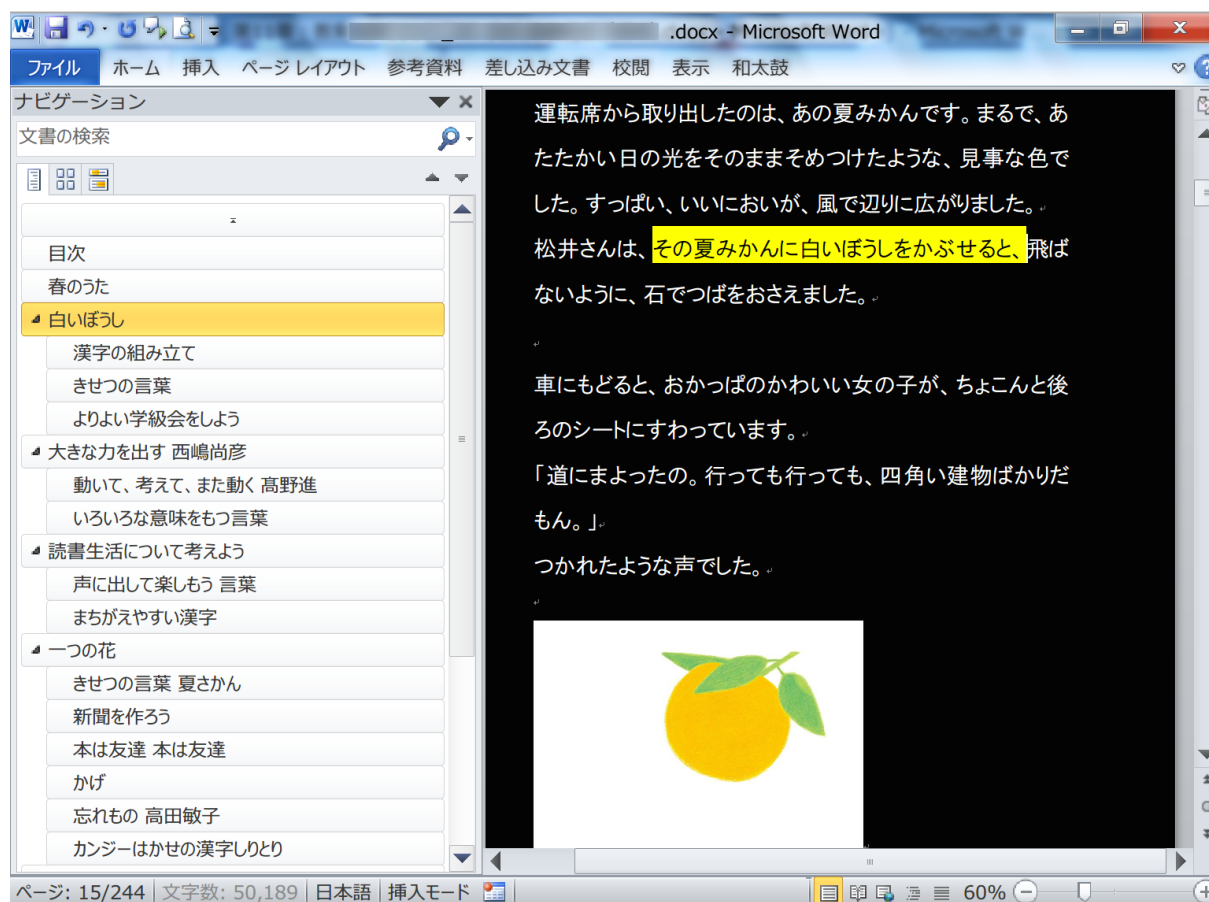 .docx - Microsoft Word
ファイル ホーム 挿入 ページ レイアウト 参考資料 差し込み文書 校閲 表示 和太鼓
ナビゲーション
文書の検索
目次
春のうた
白いぼうし
漢字の組み立て
きせつの言葉
よりよい学級会をしよう
大きな力を出す 西嶋尚彦
動いて、考えて、また動く 髙野進
いろいろな意味をもつ言葉
読書生活について考えよう
声に出して楽しもう 言葉
まちがえやすい漢字
一つの花
きせつの言葉 夏さかん
新聞を作ろう
本は友達 本は友達
かげ
忘れもの 高田敏子
カンジーはかせの漢字しりとり
運転席から取り出したのは、あの夏みかんです。まるで、あ
たたかい日の光をそのままそめつけたような、見事な色で
した。すっぱい、いいにおいが、風で辺りに広がりました。
松井さんは、その夏みかんに白いぼうしをかぶせると、飛ば
ないように、石でつばをおさえました。
車にもどると、おかっぱのかわいい女の子が、ちょこんと後
ろのシートにすわっています。
「道にまよったの。行っても行っても、四角い建物ばかりだ
もん。」
つかれたような声でした。
ページ: 15/244 文字数: 50,189 日本語 挿入モード 60%